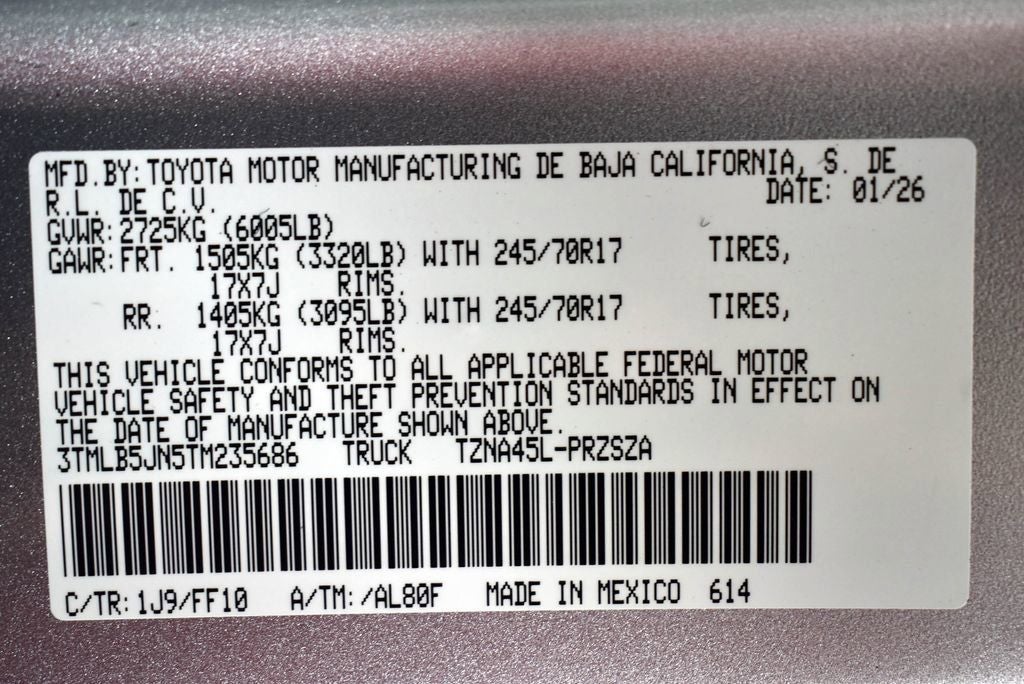 MFD.BY: TOYOTA MOTOR MANUFACTURING DE BAJA CALIFORNIA, S. DE
R.L. DE C.V. DATE: 01/26
GVWR: 2725KG (6005LB)
GAWR: FRT. 1505KG (3320LB) WITH 245/70R17 TIRES,
17X7J RIMS.
RR. 1405KG (3095LB) WITH 245/70R17 TIRES,
17X7J RIMS.
THIS VEHICLE CONFORMS TO ALL APPLICABLE FEDERAL MOTOR
VEHICLE SAFETY AND THEFT PREVENTION STANDARDS IN EFFECT ON
THE DATE OF MANUFACTURE SHOWN ABOVE.
3TMLB5JN5TM235686 TRUCK TZNA45L-PRZSZA
C/TR: 1J9/FF10 A/TM: /AL80F MADE IN MEXICO 614